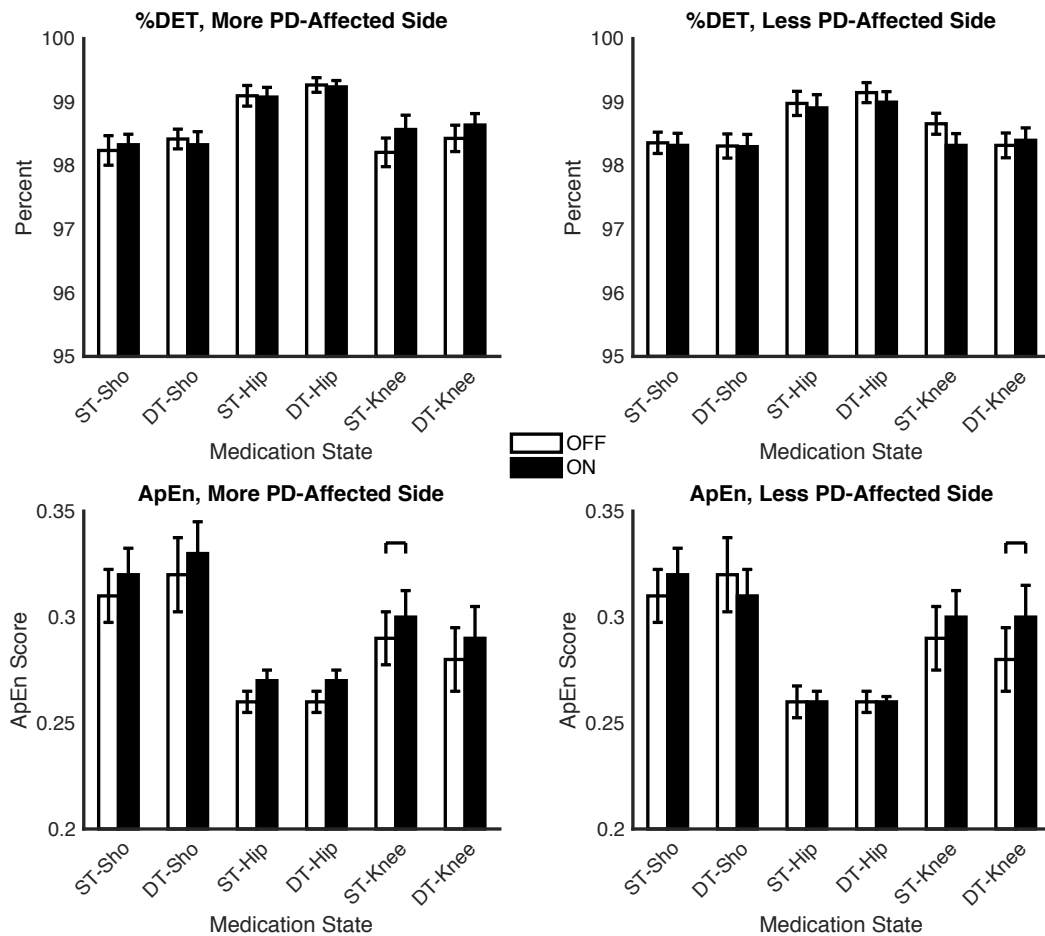 %DET, More PD-Affected Side
100
99
98
97
96
95
Percent
ST-Sho
DT-Sho
ST-Hip
DT-Hip
ST-Knee
DT-Knee
Medication State
%DET, Less PD-Affected Side
100
99
98
97
96
95
Percent
ST-Sho
DT-Sho
ST-Hip
DT-Hip
ST-Knee
DT-Knee
Medication State
OFF
ON
ApEn, More PD-Affected Side
0.35
0.3
0.25
0.2
ApEn Score
ST-Sho
DT-Sho
ST-Hip
DT-Hip
ST-Knee
DT-Knee
Medication State
ApEn, Less PD-Affected Side
0.35
0.3
0.25
0.2
ApEn Score
ST-Sho
DT-Sho
ST-Hip
DT-Hip
ST-Knee
DT-Knee
Medication State